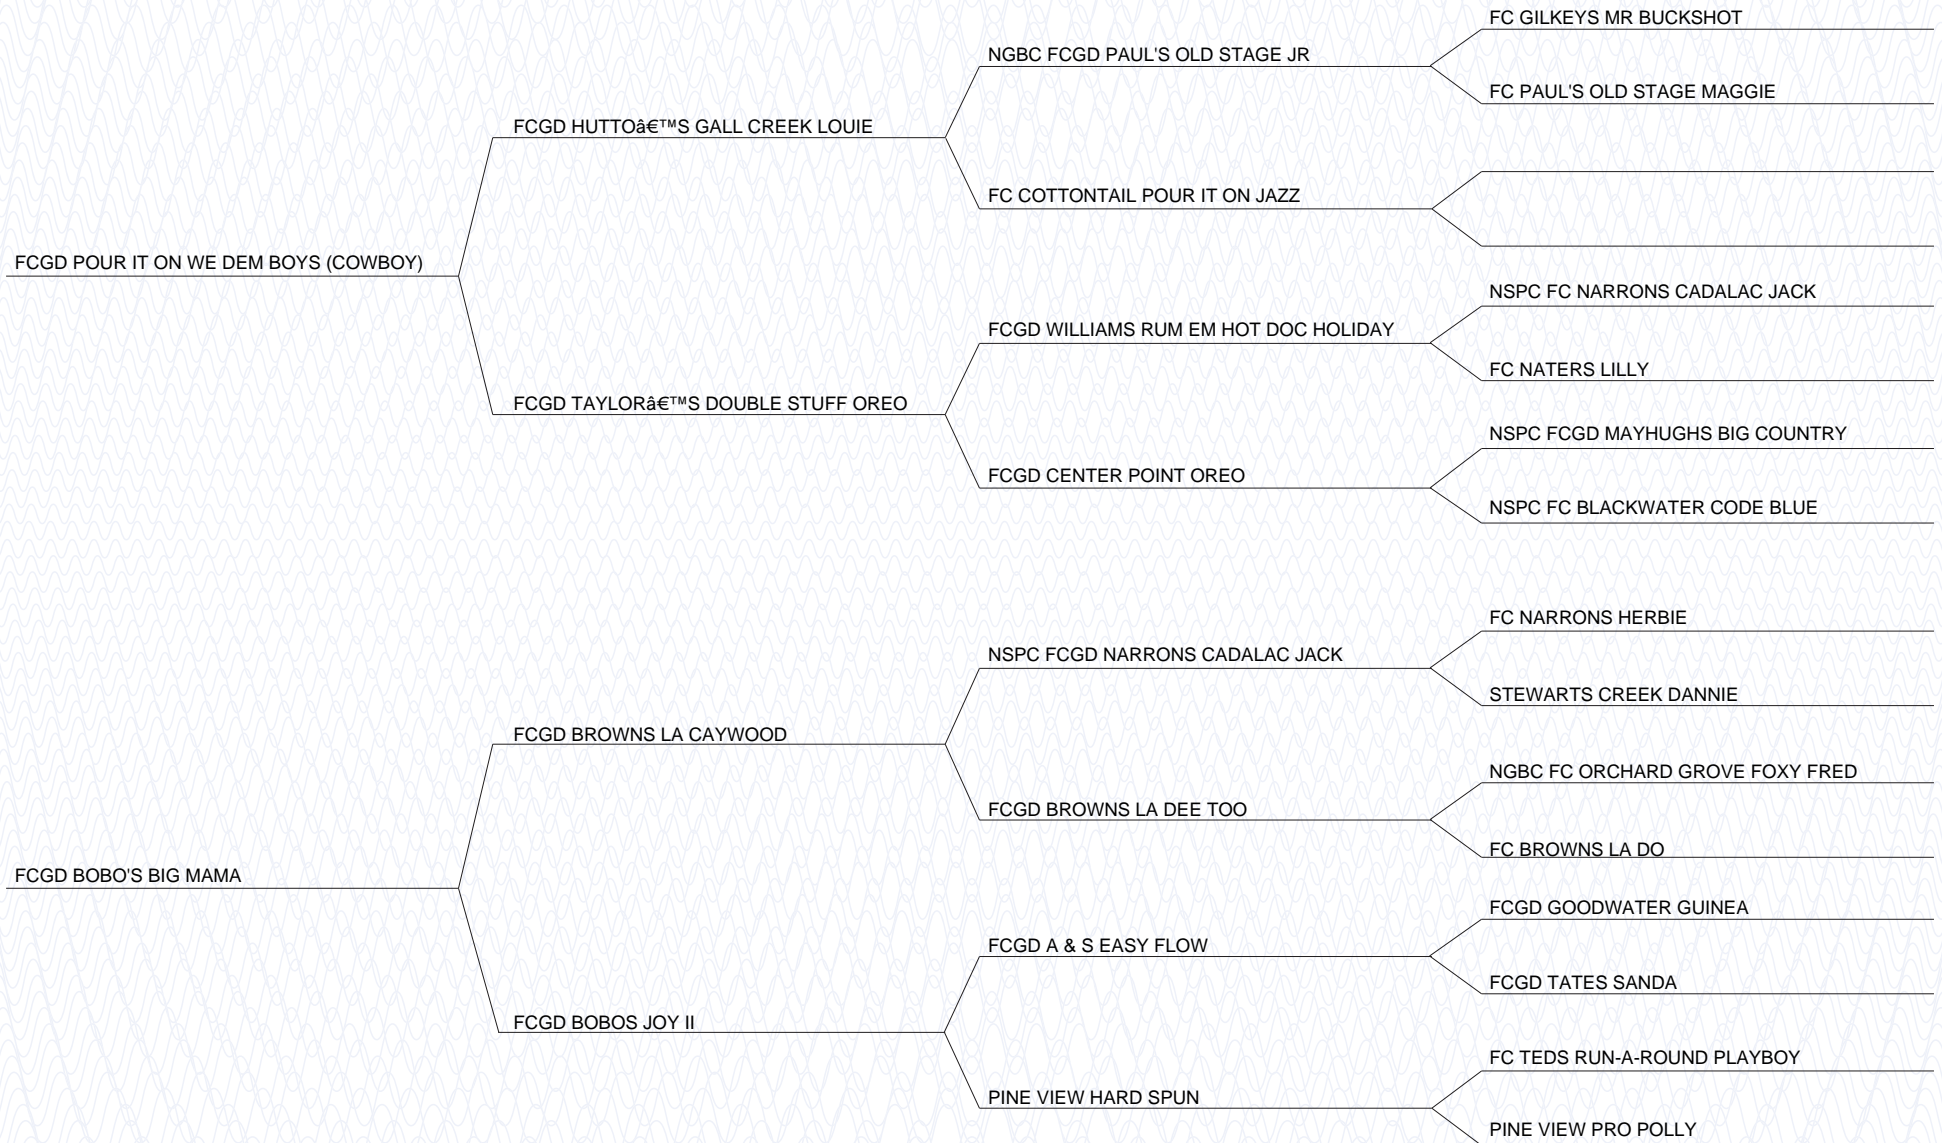 FC GILKEYS MR BUCKSHOT
NGBC FCGD PAUL'S OLD STAGE JR
FC PAUL'S OLD STAGE MAGGIE
FCGD HUTTOâ€™S GALL CREEK LOUIE
FC COTTONTAIL POUR IT ON JAZZ
FCGD POUR IT ON WE DEM BOYS (COWBOY)
NSPC FC NARRONS CADALAC JACK
FCGD WILLIAMS RUM EM HOT DOC HOLIDAY
FC NATERS LILLY
FCGD TAYLORâ€™S DOUBLE STUFF OREO
NSPC FCGD MAYHUGHS BIG COUNTRY
FCGD CENTER POINT OREO
NSPC FC BLACKWATER CODE BLUE
FC NARRONS HERBIE
NSPC FCGD NARRONS CADALAC JACK
STEWARTS CREEK DANNIE
FCGD BROWNS LA CAYWOOD
NGBC FC ORCHARD GROVE FOXY FRED
FCGD BROWNS LA DEE TOO
FC BROWNS LA DO
FCGD BOBO'S BIG MAMA
FCGD GOODWATER GUINEA
FCGD A & S EASY FLOW
FCGD TATES SANDA
FCGD BOBOS JOY II
FC TEDS RUN-A-ROUND PLAYBOY
PINE VIEW HARD SPUN
PINE VIEW PRO POLLY